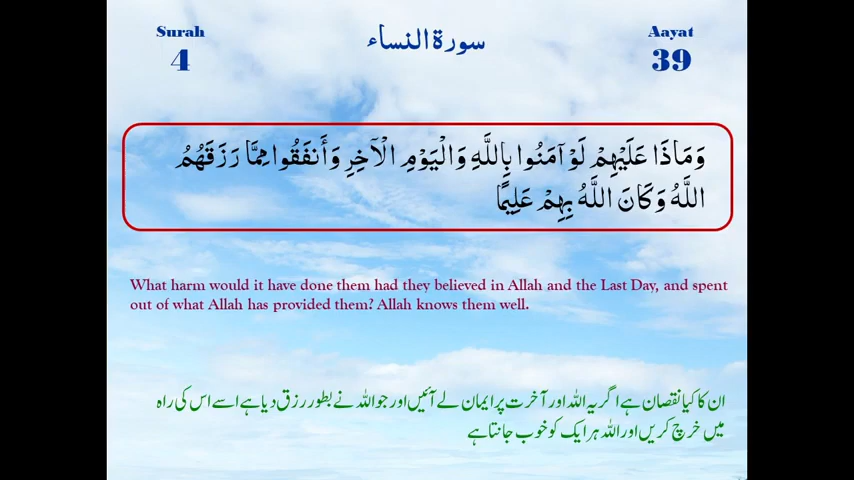 Surah
4
سورة النساء
Aayat
39
وَمَاذَا عَلَيْهِمْ لَوْ آمَنُوا بِاللَّهِ وَالْيَوْمِ الْآخِرِ وَأَنفَقُوا مِمَّا رَزَقَهُمُ
اللَّهُ وَكَانَ اللَّهُ بِهِمْ عَلِيمًا
What harm would it have done them had they believed in Allah and the Last Day, and spent
out of what Allah has provided them? Allah knows them well.
ان کا کیا نقصان ہے اگر یہ اللہ اور آخرت پر ایمان لے آئیں اور جو اللہ نے بطور رزق دیا ہے اسے اس کی راہ
میں خرچ کریں اور اللہ ہر ایک کو خوب جانتا ہے